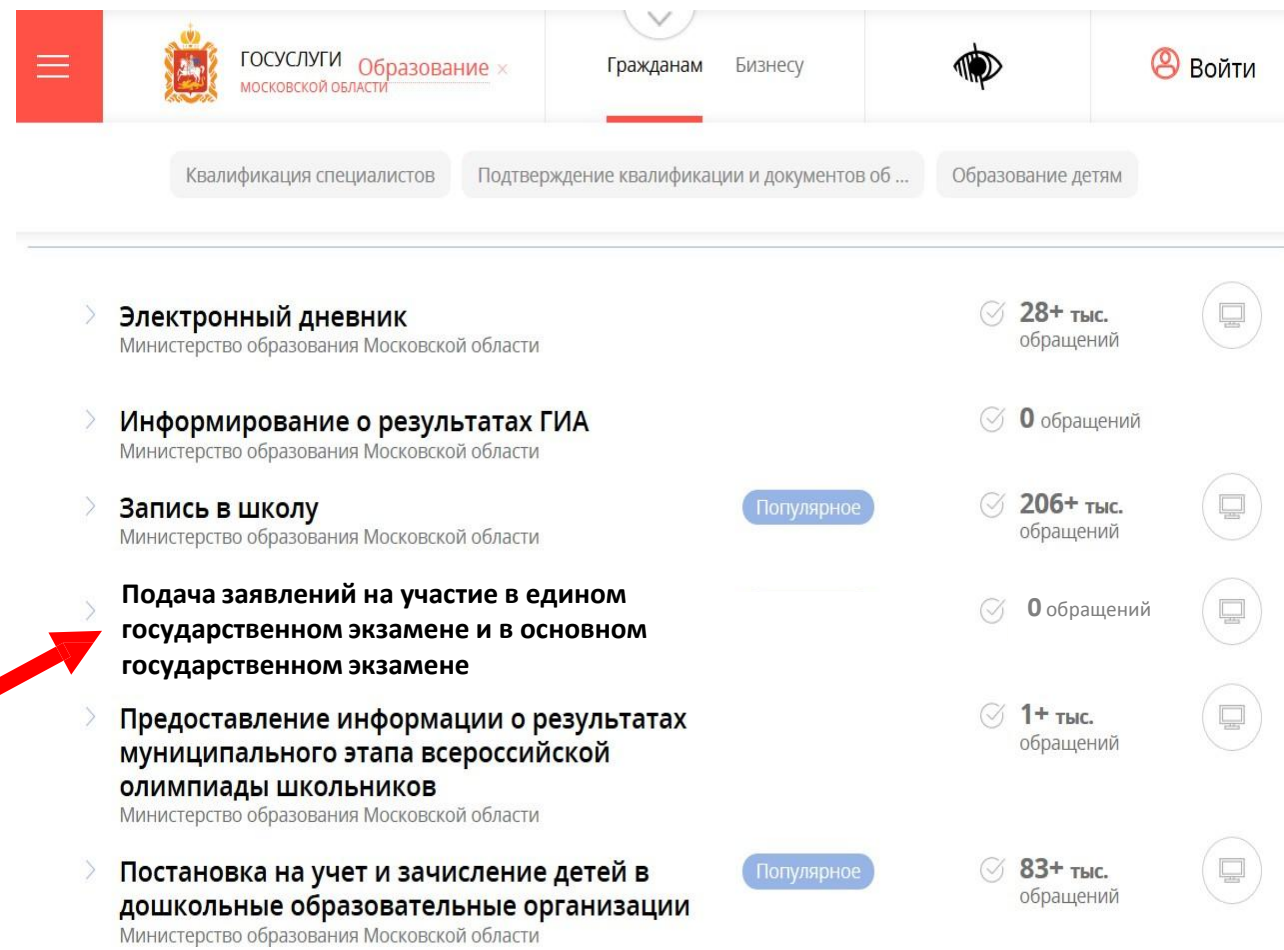 ГОСУСЛУГИ
МОСКОВСКОЙ ОБЛАСТИ
Образование ×
Гражданам
Бизнесу
Войти
Квалификация специалистов
Подтверждение квалификации и документов об ...
Образование детям
Электронный дневник
Министерство образования Московской области
28+ тыс.
обращений
Информирование о результатах ГИА
Министерство образования Московской области
0 обращений
Запись в школу
Министерство образования Московской области
Популярное
206+ тыс.
обращений
Подача заявлений на участие в едином
государственном экзамене и в основном
государственном экзамене
0 обращений
Предоставление информации о результатах
муниципального этапа всероссийской
олимпиады школьников
Министерство образования Московской области
1+ тыс.
обращений
Постановка на учет и зачисление детей в
дошкольные образовательные организации
Министерство образования Московской области
Популярное
83+ тыс.
обращений